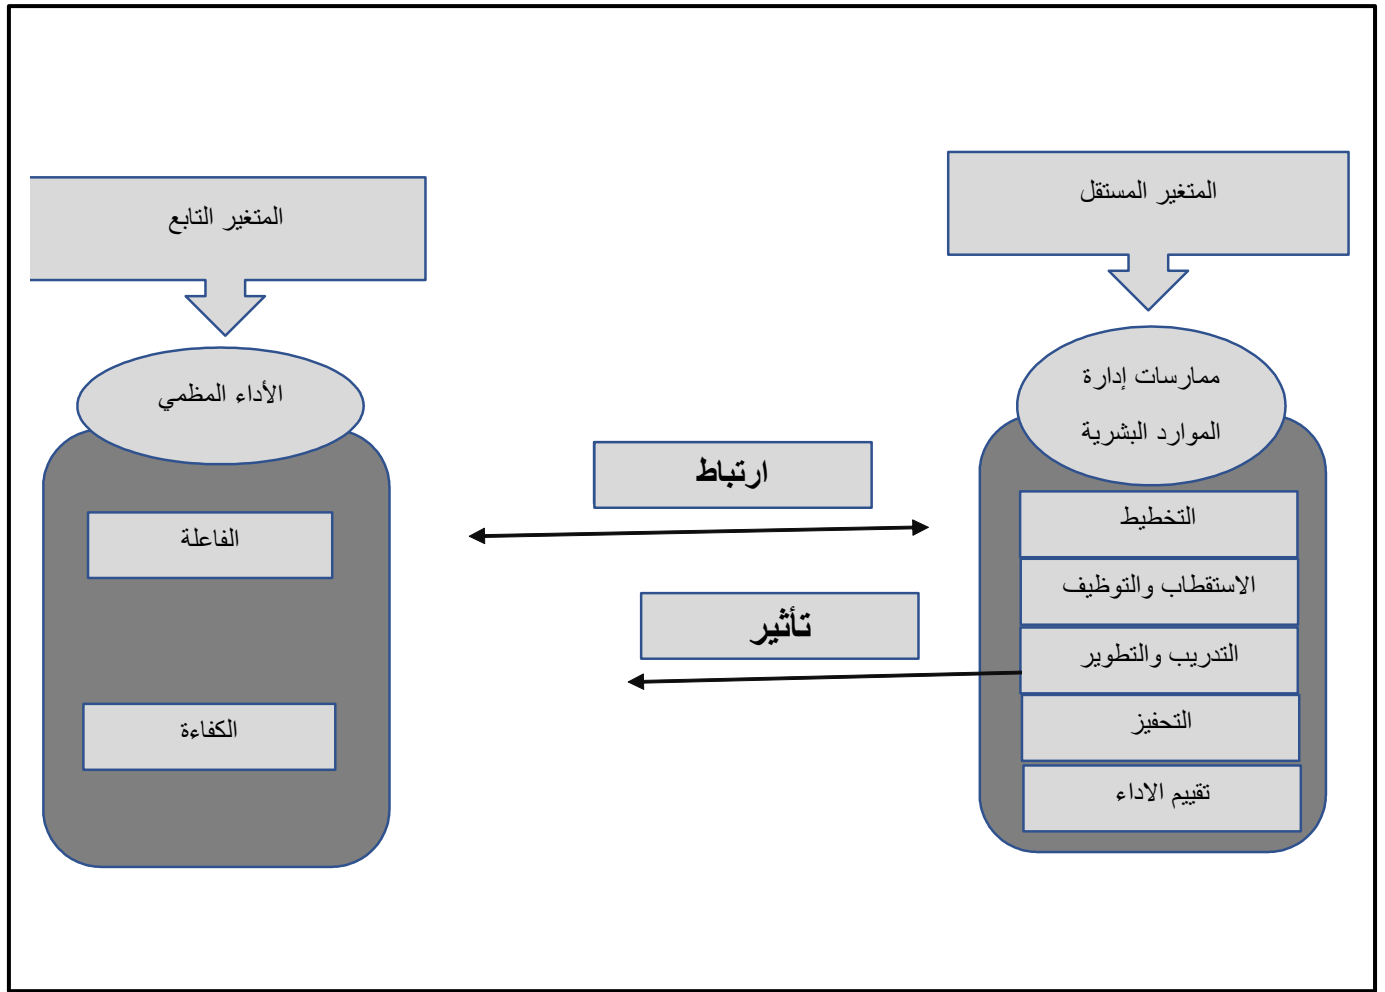 المتغير المستقل
المتغير التابع
ممارسات إدارة
الموارد البشرية
الأداء المظمي
ارتباط
التخطيط
الفاعلة
الاستقطاب والتوظيف
تأثير
التدريب والتطوير
التحفيز
الكفاءة
تقييم الاداء